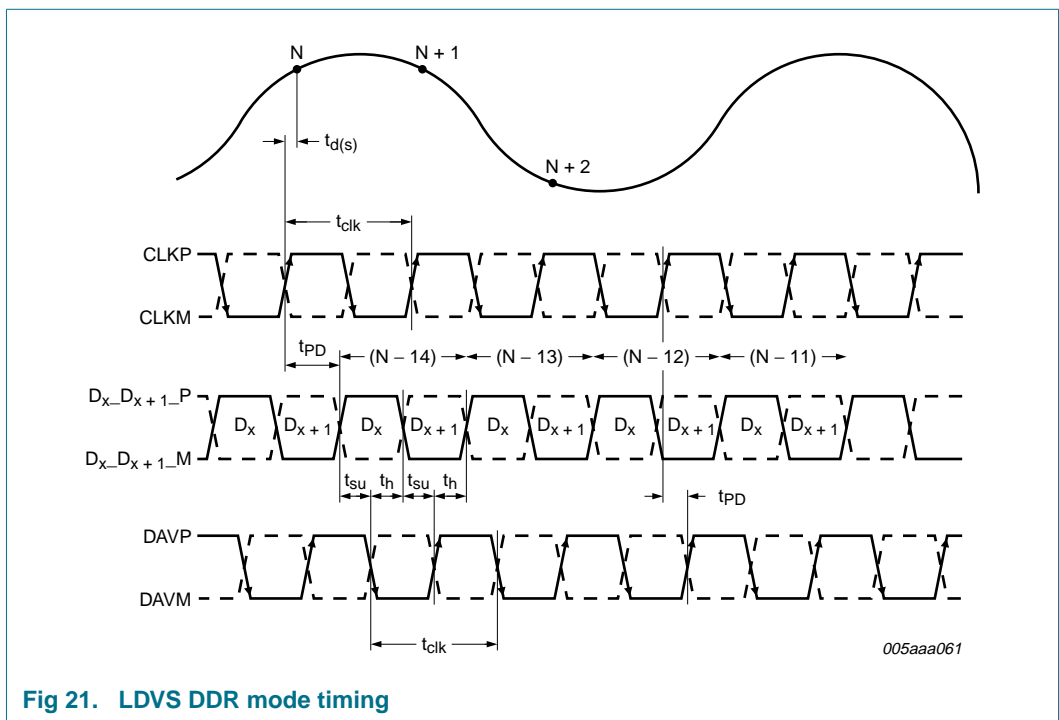 N
N + 1
t_d(s)
N + 2
t_clk
CLKP
CLKM
t_PD
(N − 14)
(N − 13)
(N − 12)
(N − 11)
D_x_D_x + 1_P
D_x
D_x + 1
D_x
D_x + 1
D_x
D_x + 1
D_x
D_x + 1
D_x
D_x + 1
D_x_D_x + 1_M
t_su
t_h
t_su
t_h
t_PD
DAVP
DAVM
t_clk
005aaa061
Fig 21. LDVS DDR mode timing